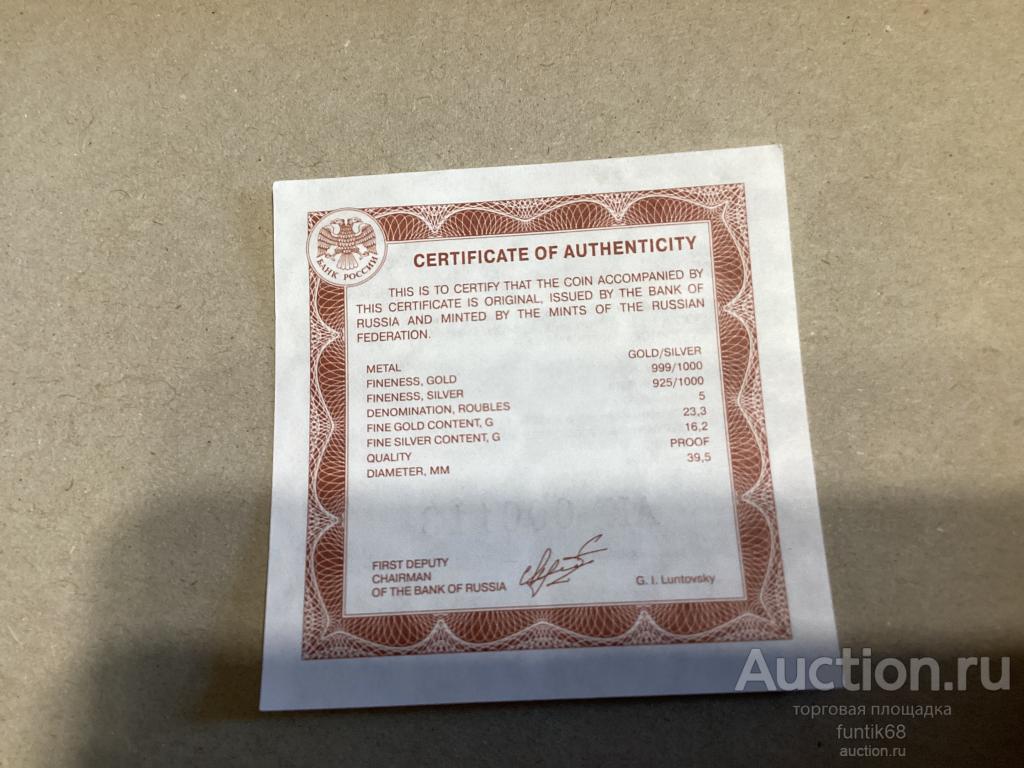 БАНК РОССИИ
CERTIFICATE OF AUTHENTICITY
THIS IS TO CERTIFY THAT THE COIN ACCOMPANIED BY
THIS CERTIFICATE IS ORIGINAL, ISSUED BY THE BANK OF
RUSSIA AND MINTED BY THE MINTS OF THE RUSSIAN
FEDERATION.
METAL GOLD/SILVER
FINENESS, GOLD 999/1000
FINENESS, SILVER 925/1000
DENOMINATION, ROUBLES 5
FINE GOLD CONTENT, G 23,3
FINE SILVER CONTENT, G 16,2
QUALITY PROOF
DIAMETER, MM 39,5
FIRST DEPUTY
CHAIRMAN
OF THE BANK OF RUSSIA G. I. Luntovsky
Auction.ru
торговая площадка
funtik68
auction.ru